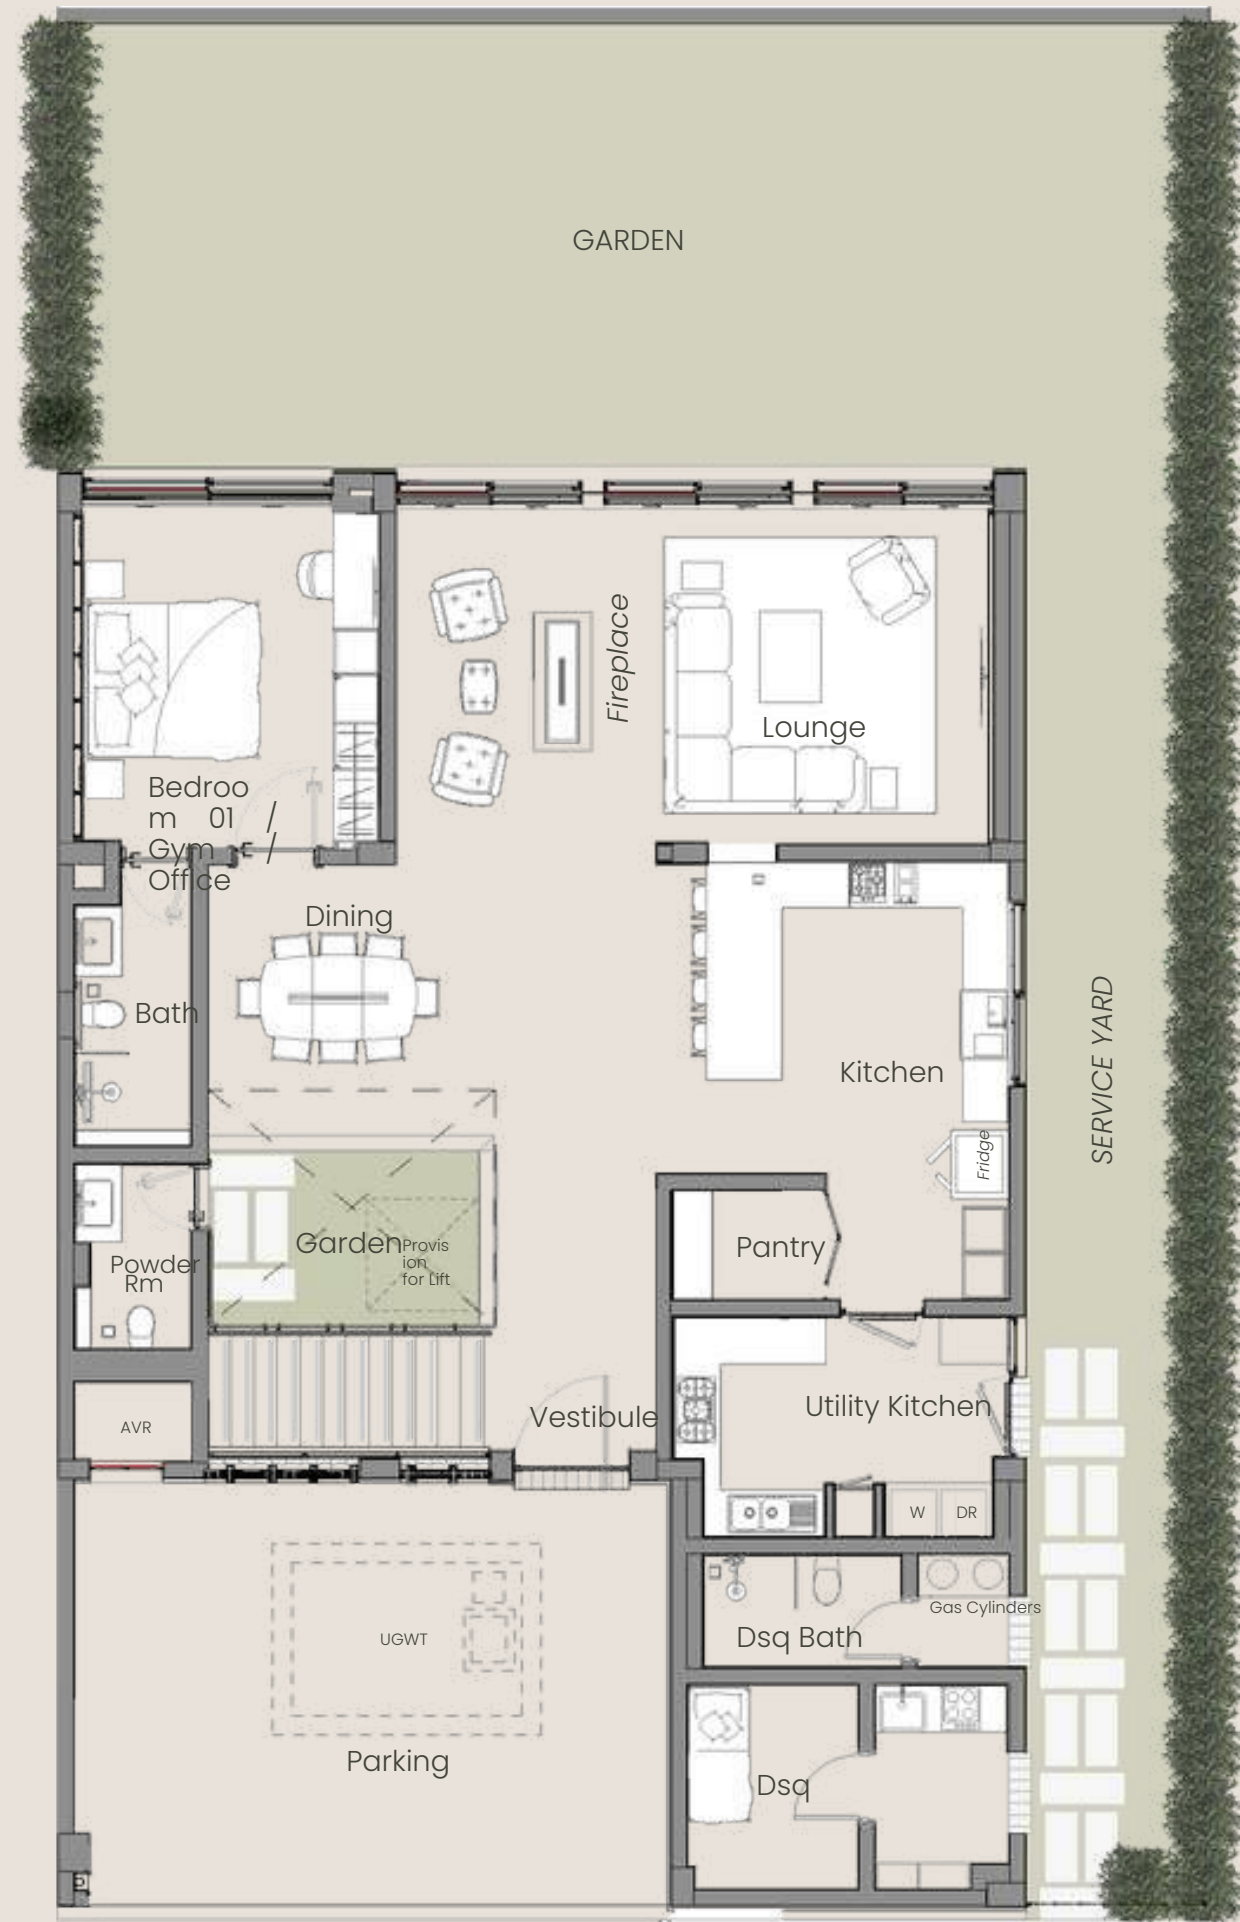 GARDEN
Fireplace
Lounge
Bedroo
m 01 /
Gym /
Office
Dining
Bath
Kitchen
SERVICE YARD
Fridge
Garden
Provis
ion
for Lift
Pantry
Powder
Rm
AVR
Vestibule
Utility Kitchen
W
DR
Gas Cylinders
UGWT
Dsq Bath
Parking
Dsq